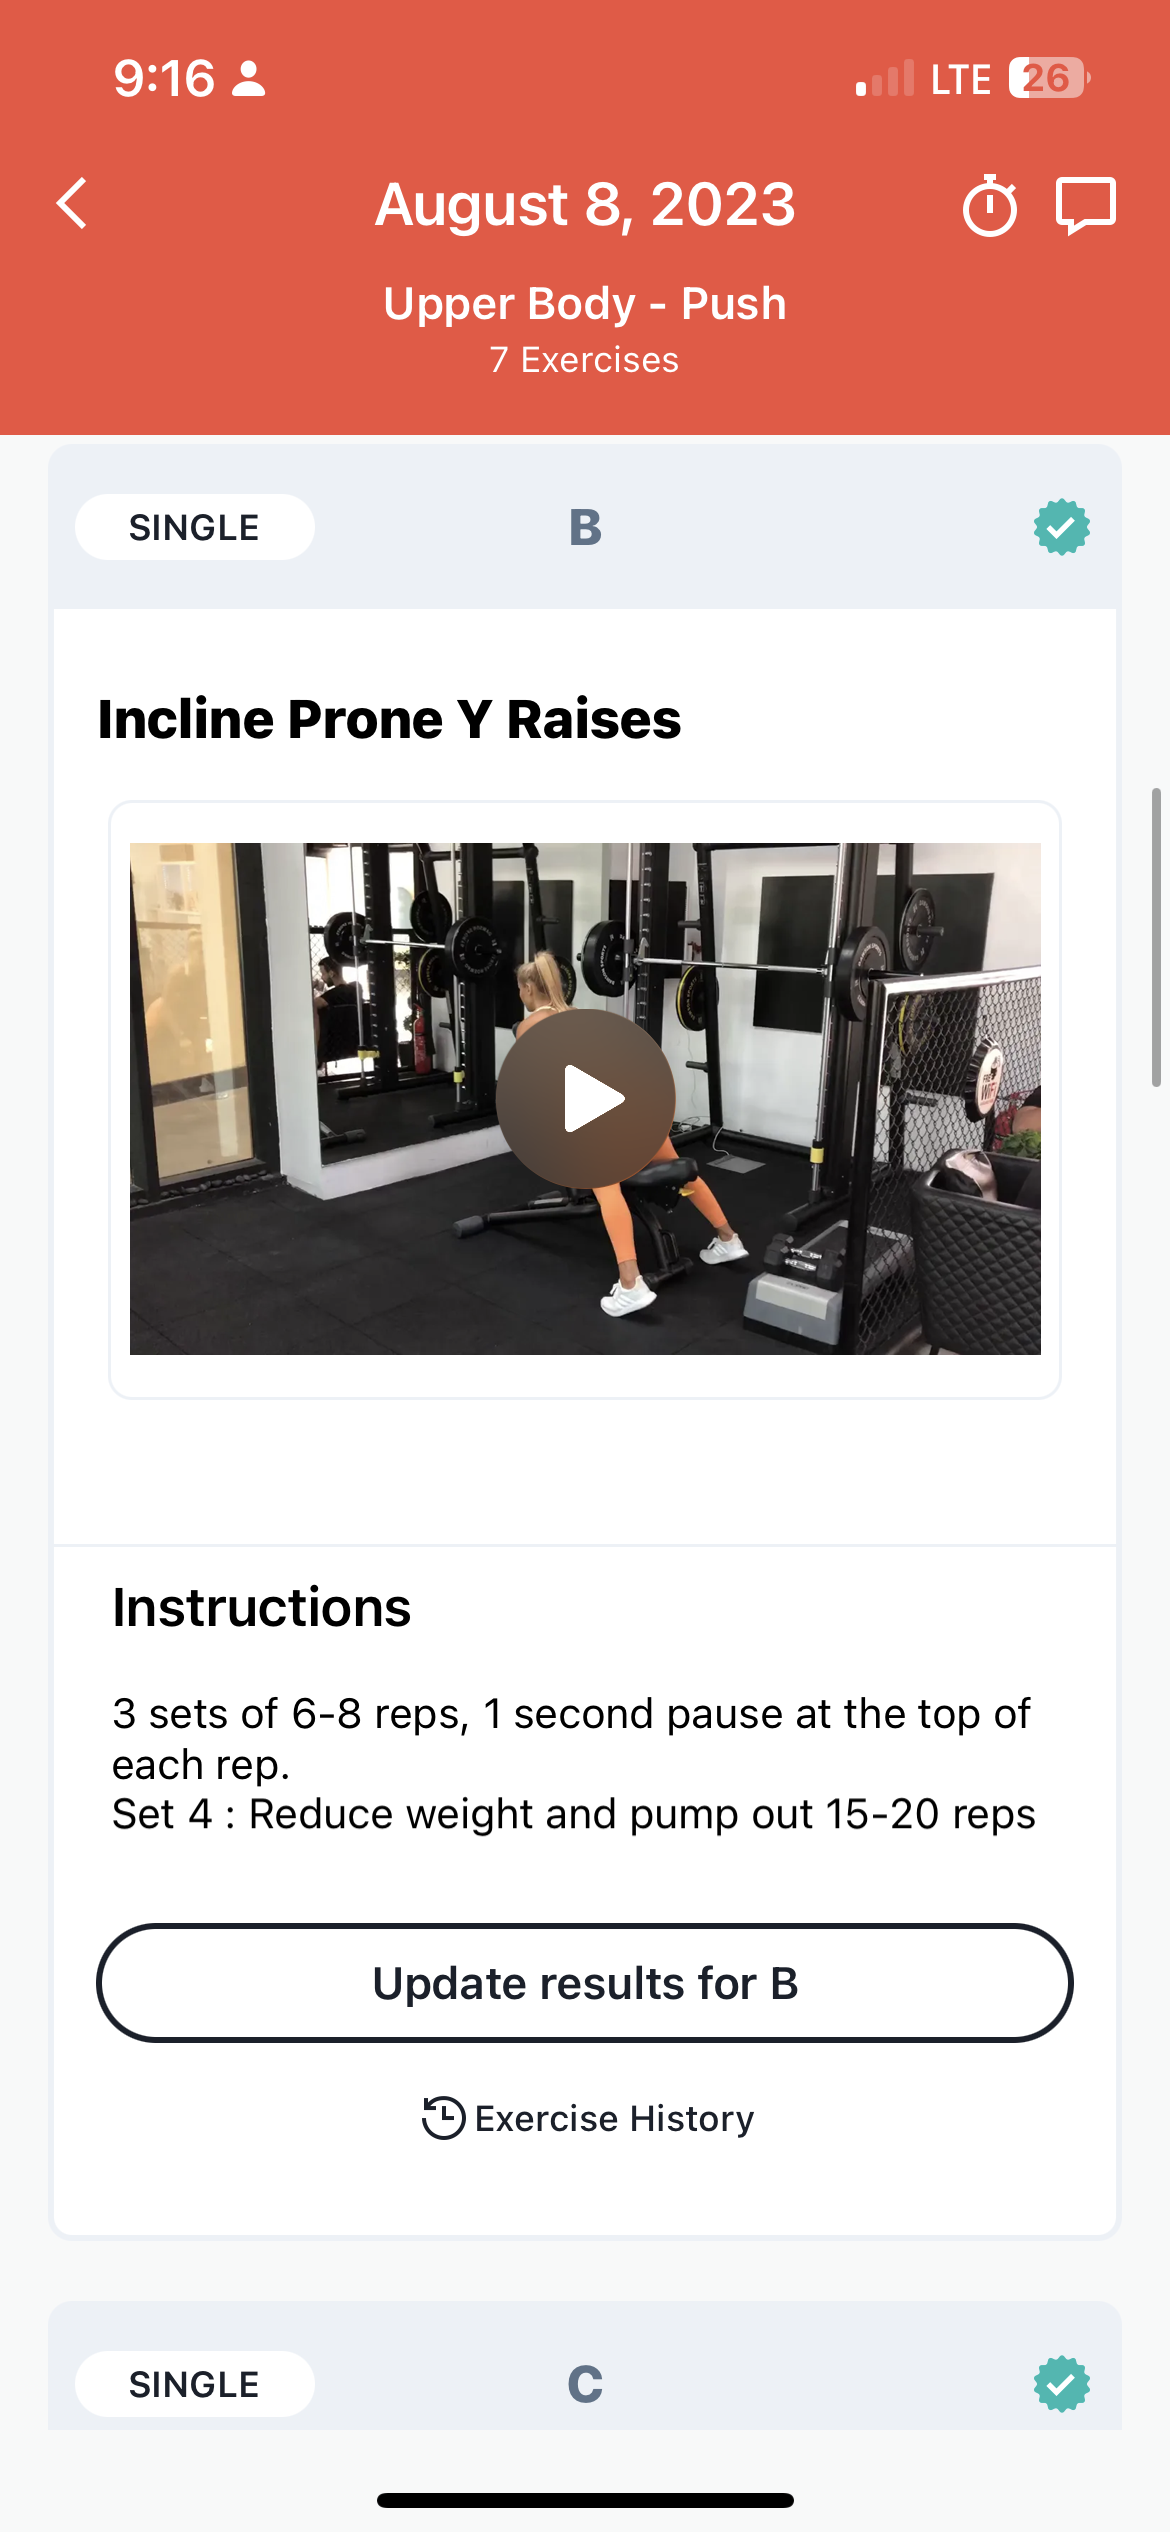 9:16
LTE 26
August 8, 2023
Upper Body - Push
7 Exercises
SINGLE
B
Incline Prone Y Raises
Instructions
3 sets of 6-8 reps, 1 second pause at the top of
each rep.
Set 4 : Reduce weight and pump out 15-20 reps
Update results for B
Exercise History
SINGLE
C